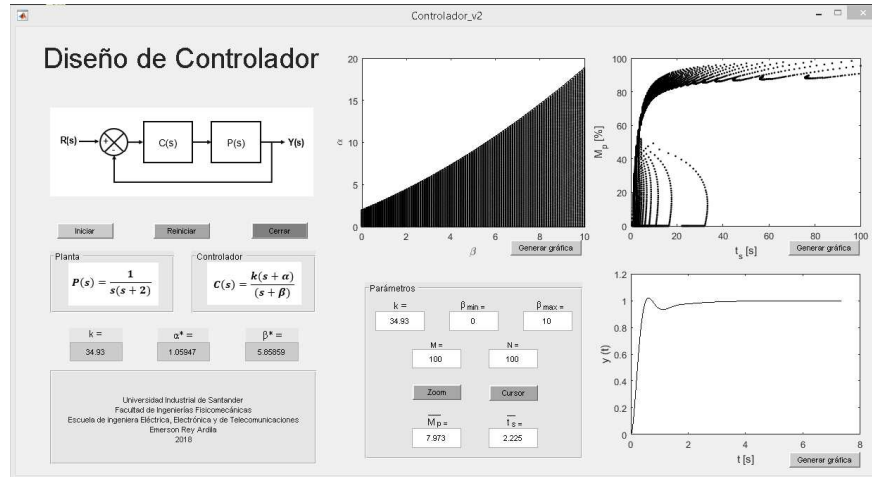 Controlador_v2
Diseño de Controlador
R(s)
+
-
C(s)
P(s)
Y(s)
Iniciar
Reiniciar
Cerrar
Planta
P(s) = 1 / s(s + 2)
Controlador
C(s) = k(s + α) / (s + β)
k =
α* =
β* =
34.93
1.05947
5.85859
Universidad Industrial de Santander
Facultad de Ingenierías Fisicomecánicas
Escuela de Ingeniera Eléctrica, Electrónica y de Telecomunicaciones
Emerson Rey Ardila
2018
20
15
10
5
0
α
0 2 4 6 8 10
β
Generar gráfica
Parámetros
k =
β min =
β max =
34.93
0
10
M =
N =
100
100
Zoom
Cursor
Mp =
ts =
7.973
2.225
100
80
60
40
20
0
Mp [%]
0 20 40 60 80 100
ts [s]
Generar gráfica
1.2
1
0.8
0.6
0.4
0.2
0
y (t)
0 2 4 6 8
t [s]
Generar gráfica